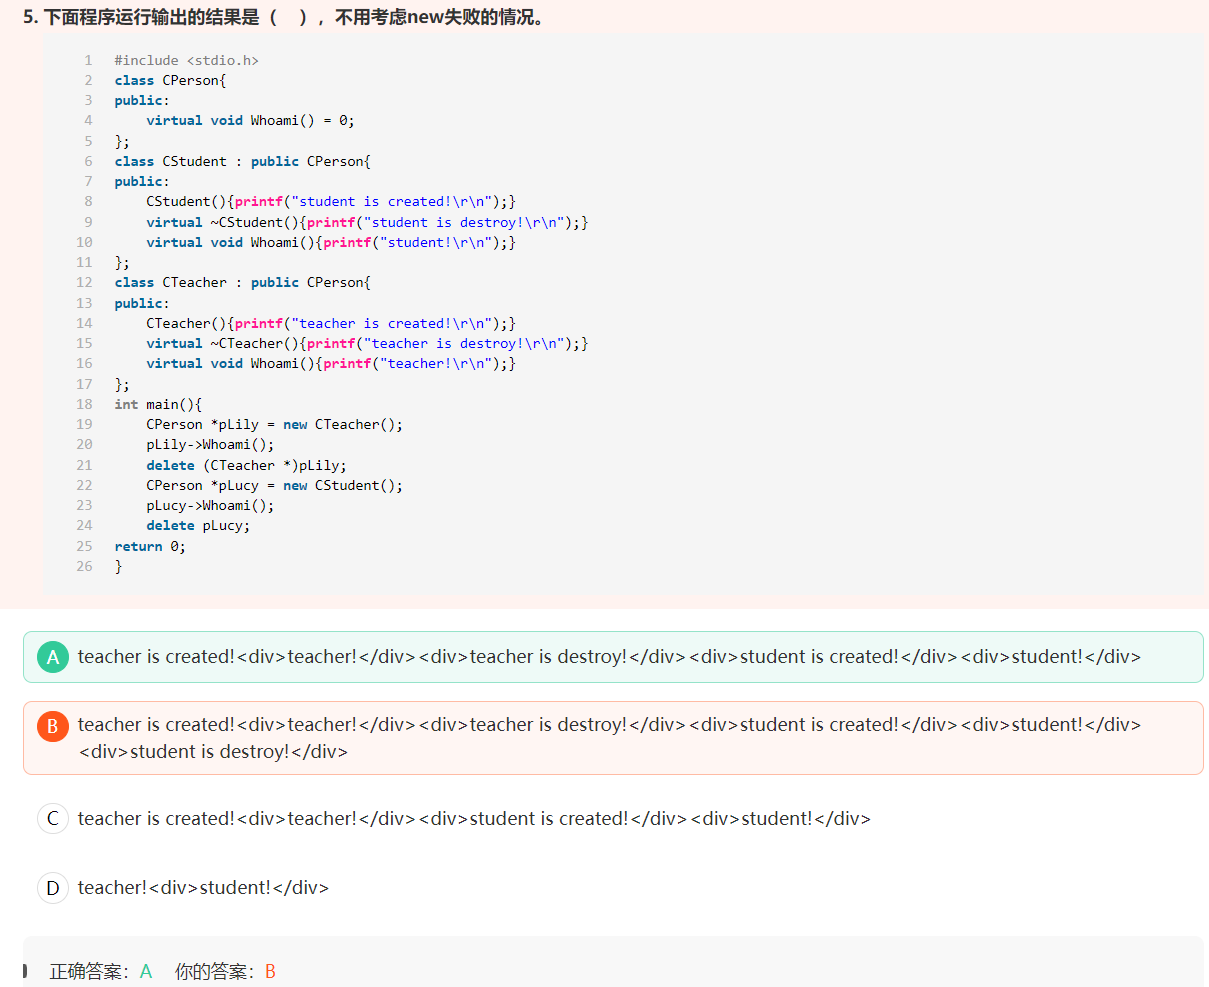 5. 下面程序运行输出的结果是（    ），不用考虑new失败的情况。
1 #include <stdio.h>
2 class CPerson{
3 public:
4     virtual void Whoami() = 0;
5 };
6 class CStudent : public CPerson{
7 public:
8     CStudent(){printf("student is created!\r\n");}
9     virtual ~CStudent(){printf("student is destroy!\r\n");}
10     virtual void Whoami(){printf("student!\r\n");}
11 };
12 class CTeacher : public CPerson{
13 public:
14     CTeacher(){printf("teacher is created!\r\n");}
15     virtual ~CTeacher(){printf("teacher is destroy!\r\n");}
16     virtual void Whoami(){printf("teacher!\r\n");}
17 };
18 int main(){
19     CPerson *pLily = new CTeacher();
20     pLily->Whoami();
21     delete (CTeacher *)pLily;
22     CPerson *pLucy = new CStudent();
23     pLucy->Whoami();
24     delete pLucy;
25 return 0;
26 }
A teacher is created!<div>teacher!</div><div>teacher is destroy!</div><div>student is created!</div><div>student!</div>
B teacher is created!<div>teacher!</div><div>teacher is destroy!</div><div>student is created!</div><div>student!</div>
<div>student is destroy!</div>
C teacher is created!<div>teacher!</div><div>student is created!</div><div>student!</div>
D teacher!<div>student!</div>
正确答案：A 你的答案：B